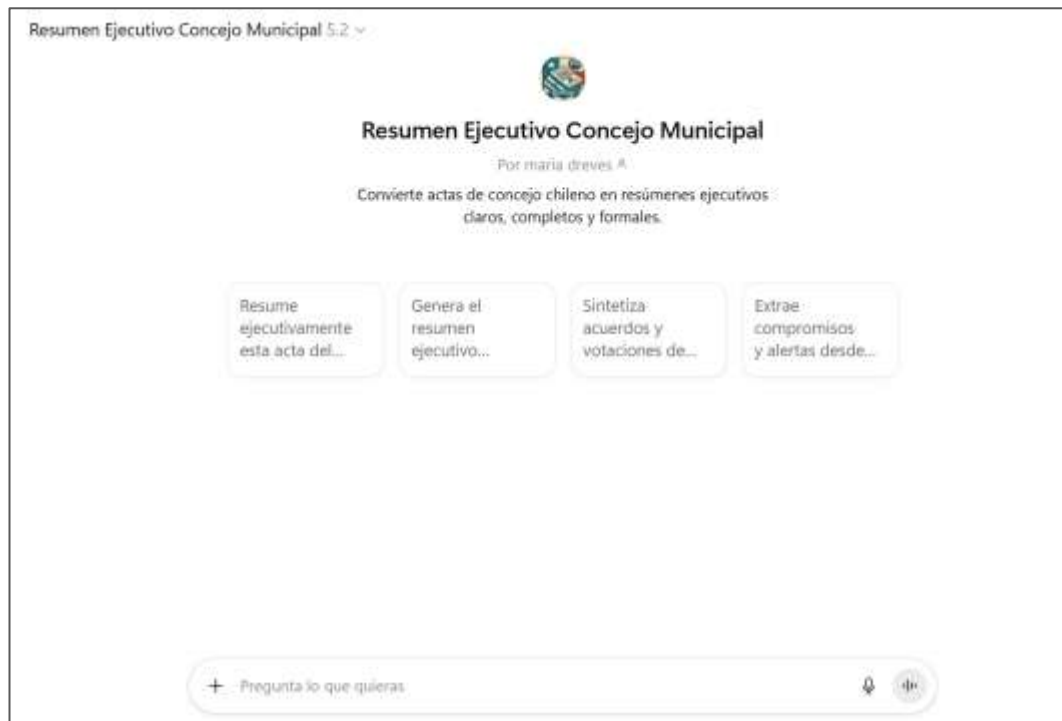 Resumen Ejecutivo Concejo Municipal 5.2
Resumen Ejecutivo Concejo Municipal
Por maria dreves
Convierte actas de concejo chileno en resúmenes ejecutivos
claros, completos y formales.
Resume
ejecutivamente
esta acta del...
Genera el
resumen
ejecutivo...
Sintetiza
acuerdos y
votaciones de...
Extrae
compromisos
y alertas desde...
Pregunta lo que quieras